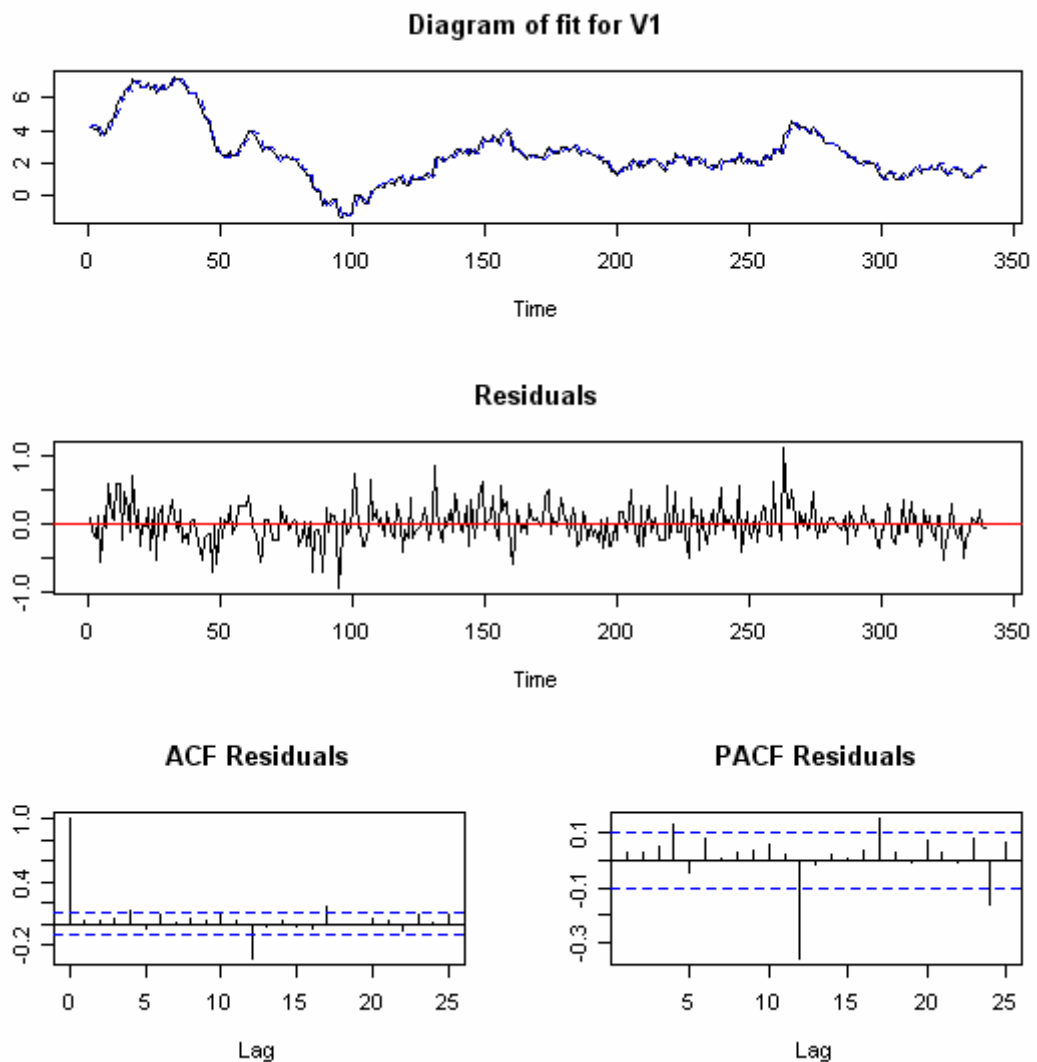 Diagram of fit for V1
6
4
2
0
0 50 100 150 200 250 300 350
Time
Residuals
1.0
0.0
-1.0
0 50 100 150 200 250 300 350
Time
ACF Residuals
1.0
0.4
-0.2
0 5 10 15 20 25
Lag
PACF Residuals
0.1
-0.1
-0.3
5 10 15 20 25
Lag